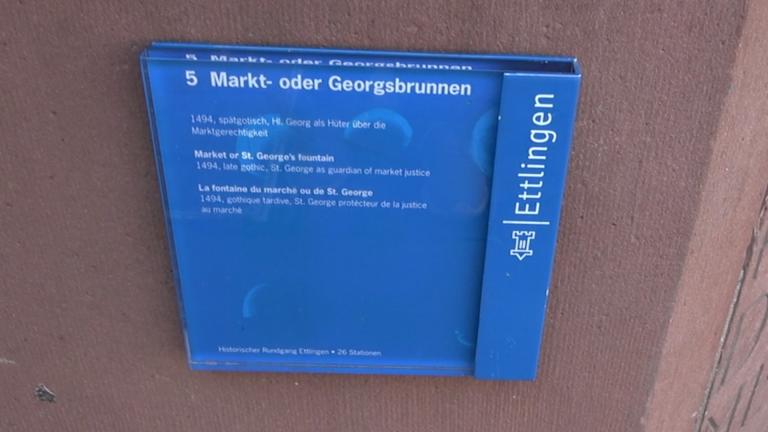 5 Markt- oder Georgsbrunnen
5 Markt- oder Georgsbrunnen
1494, spätgotisch, Hl. Georg als Hüter über die
Marktgerechtigkeit
Market or St. George's fountain
1494, late gothic, St. George as guardian of market justice
La fontaine du marché ou de St. George
1494, gothique tardive, St. George protécteur de la justice
au marché
Historischer Rundgang Ettlingen • 26 Stationen
Ettlingen